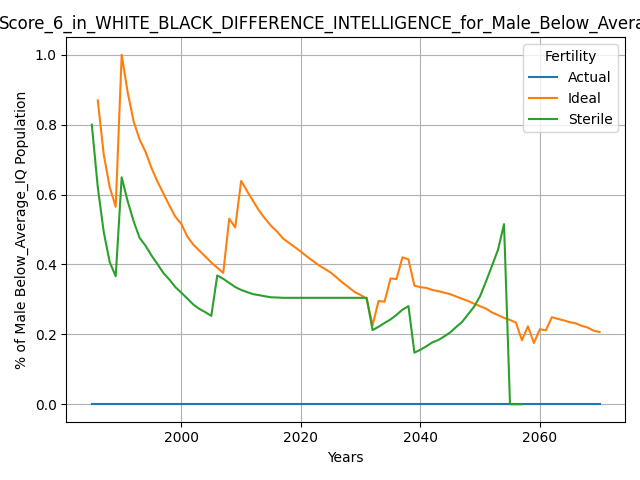 Score_6_in_WHITE_BLACK_DIFFERENCE_INTELLIGENCE_for_Male_Below_Avera
Fertility
Actual
Ideal
Sterile
% of Male Below_Average_IQ Population
1.0
0.8
0.6
0.4
0.2
0.0
2000 2020 2040 2060
Years